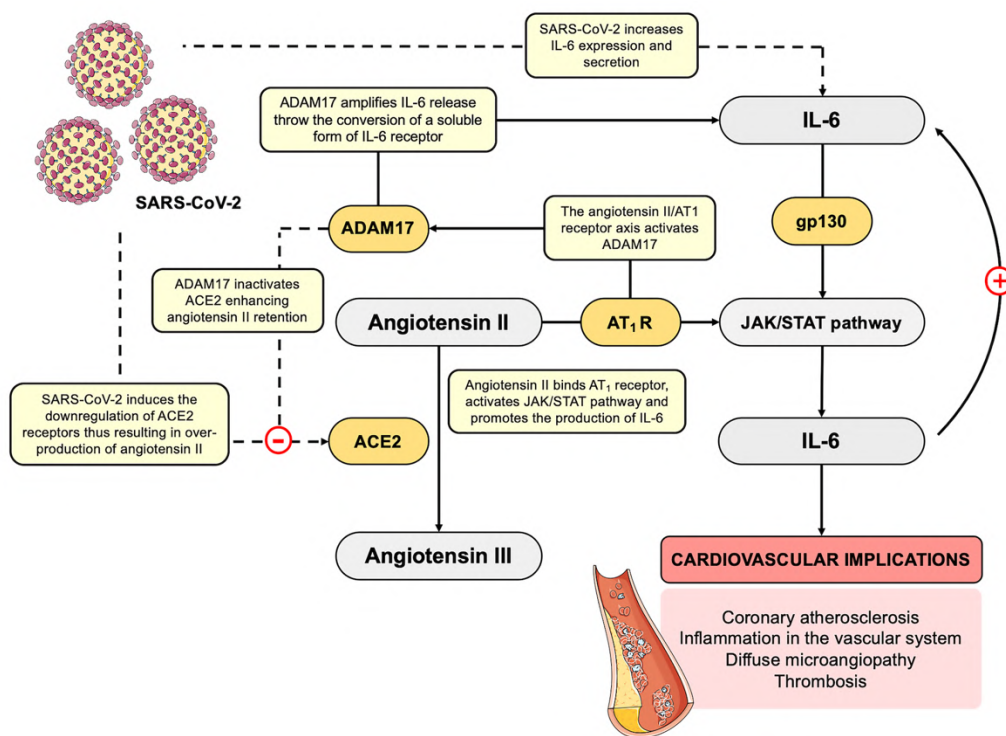 SARS-CoV-2 increases
IL-6 expression and
secretion
ADAM17 amplifies IL-6 release
throw the conversion of a soluble
form of IL-6 receptor
IL-6
SARS-CoV-2
ADAM17
The angiotensin II/AT1
receptor axis activates
ADAM17
gp130
+
ADAM17 inactivates
ACE2 enhancing
angiotensin II retention
Angiotensin II
AT₁ R
JAK/STAT pathway
SARS-CoV-2 induces the
downregulation of ACE2
receptors thus resulting in over-
production of angiotensin II
-
ACE2
Angiotensin II binds AT₁ receptor,
activates JAK/STAT pathway and
promotes the production of IL-6
IL-6
Angiotensin III
CARDIOVASCULAR IMPLICATIONS
Coronary atherosclerosis
Inflammation in the vascular system
Diffuse microangiopathy
Thrombosis